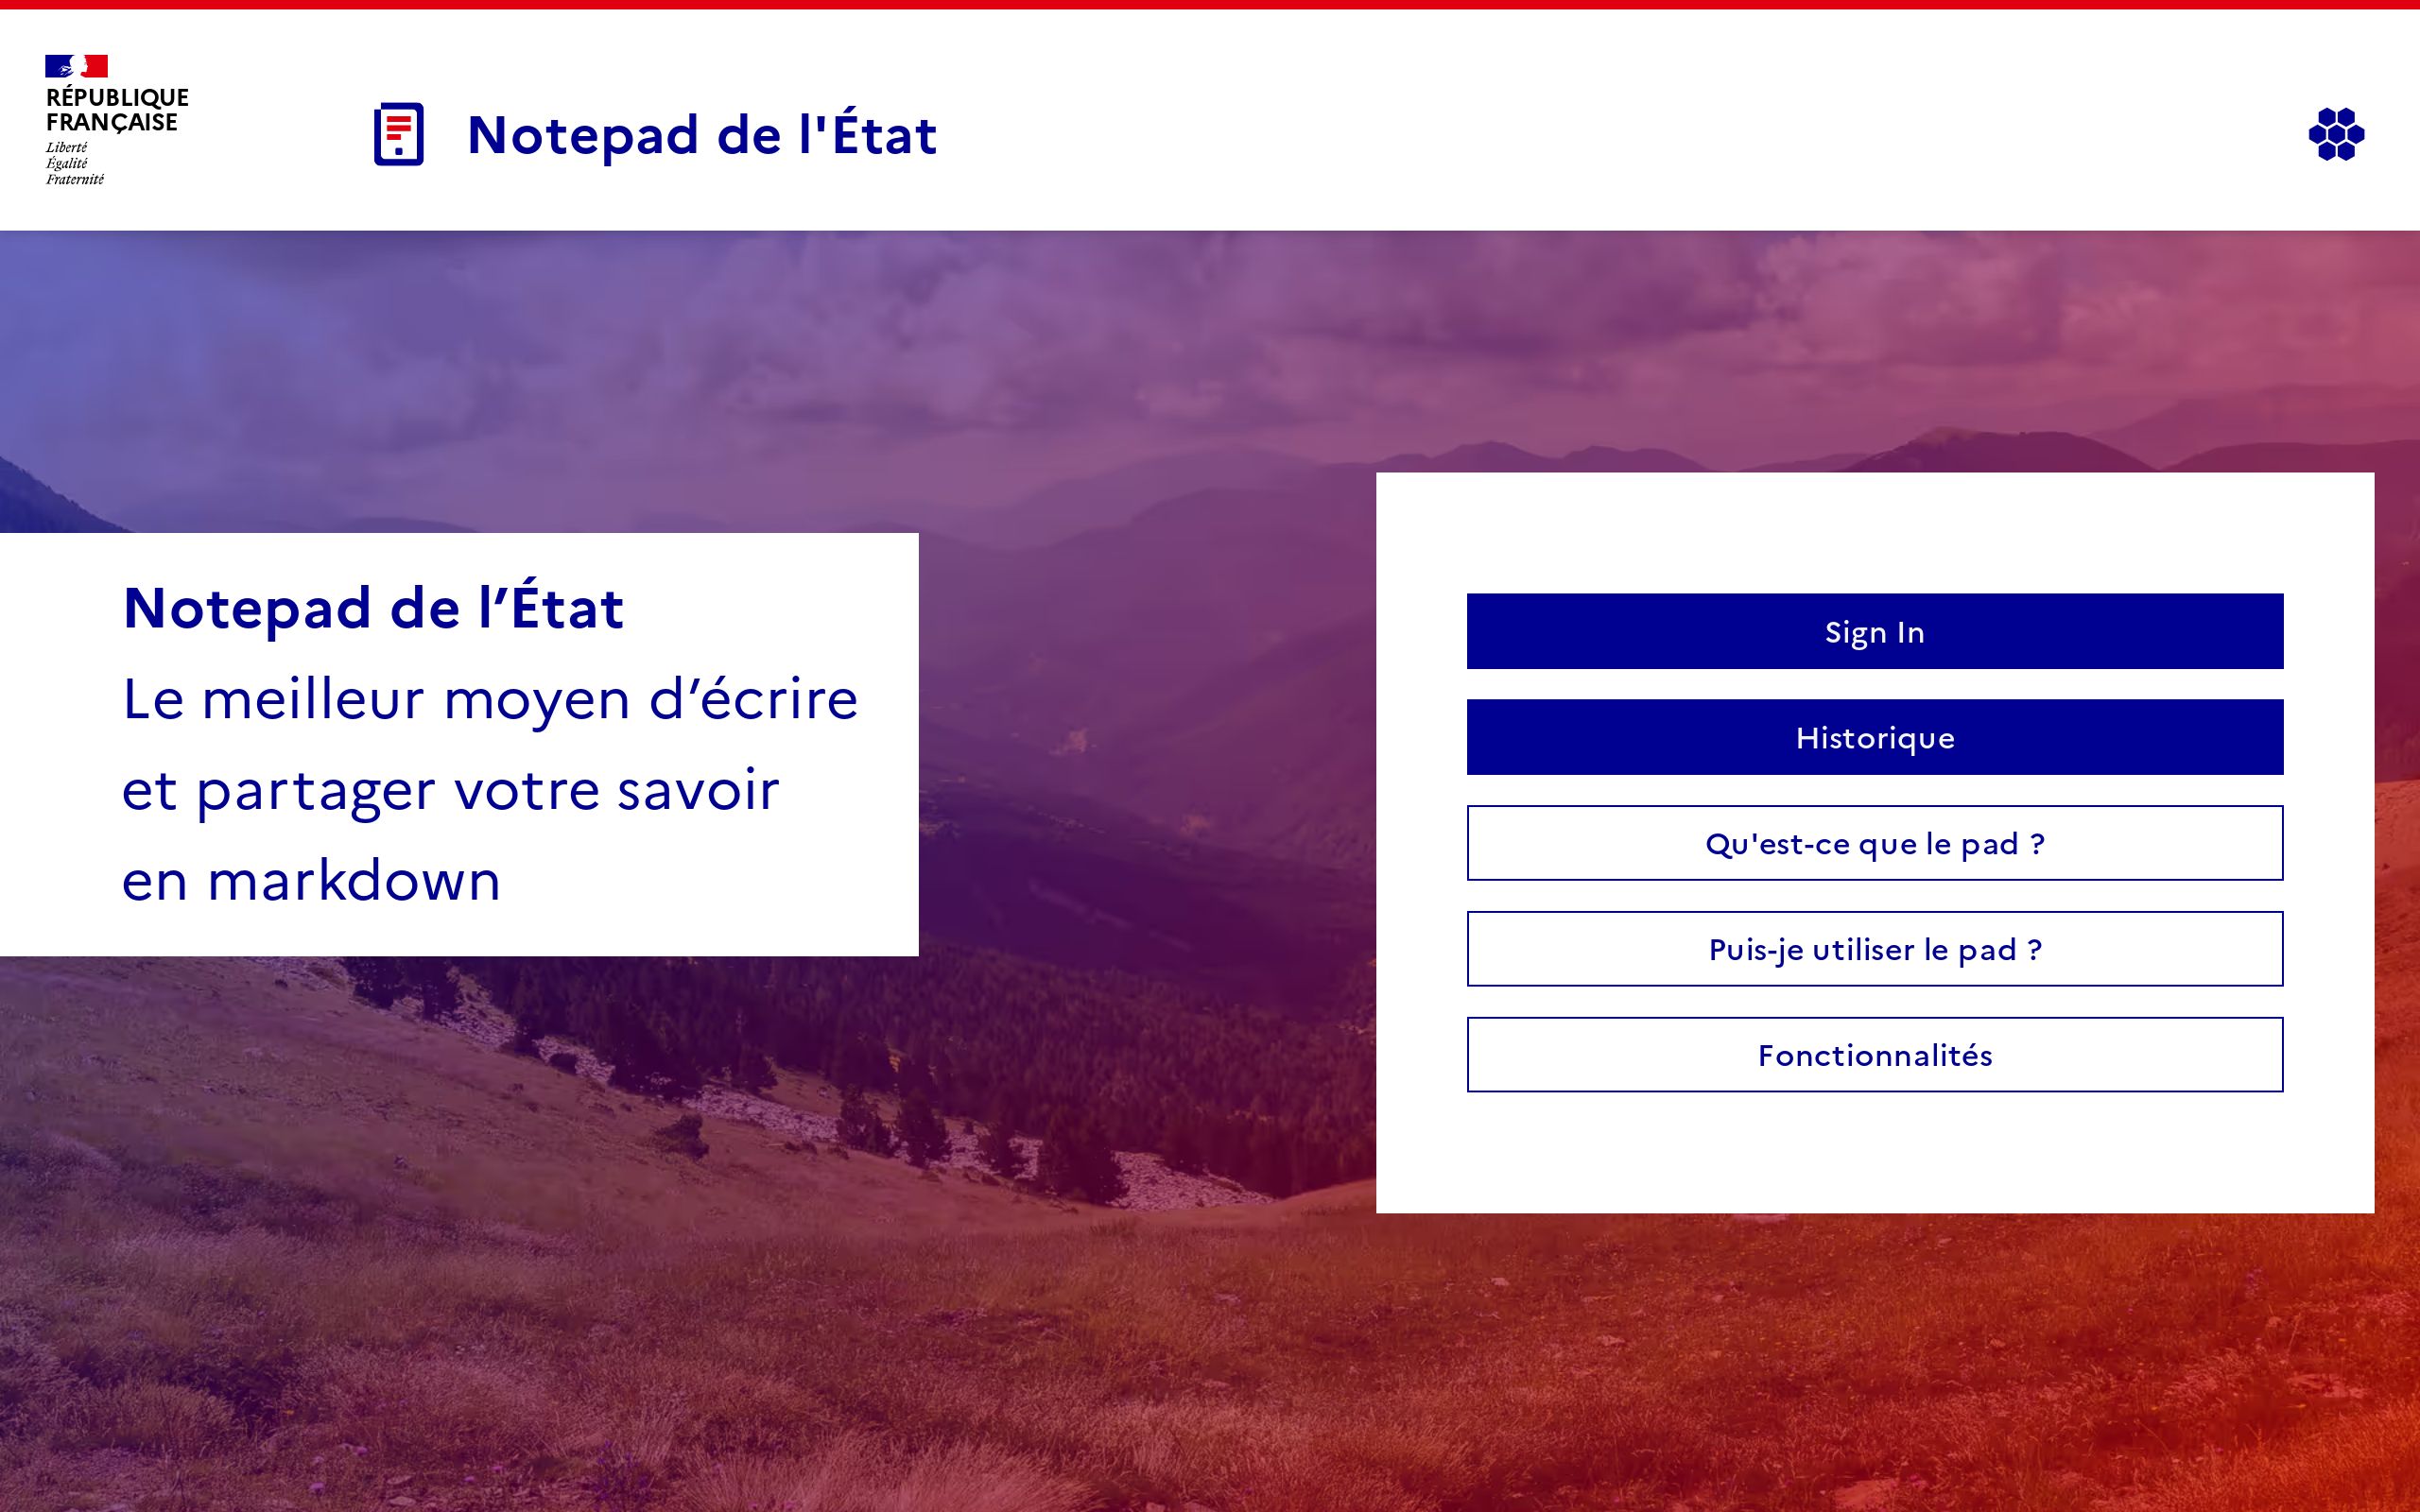 RÉPUBLIQUE
FRANÇAISE
Liberté
Égalité
Fraternité
Notepad de l'État
Notepad de l’État
Le meilleur moyen d’écrire
et partager votre savoir
en markdown
Sign In
Historique
Qu'est-ce que le pad ?
Puis-je utiliser le pad ?
Fonctionnalités